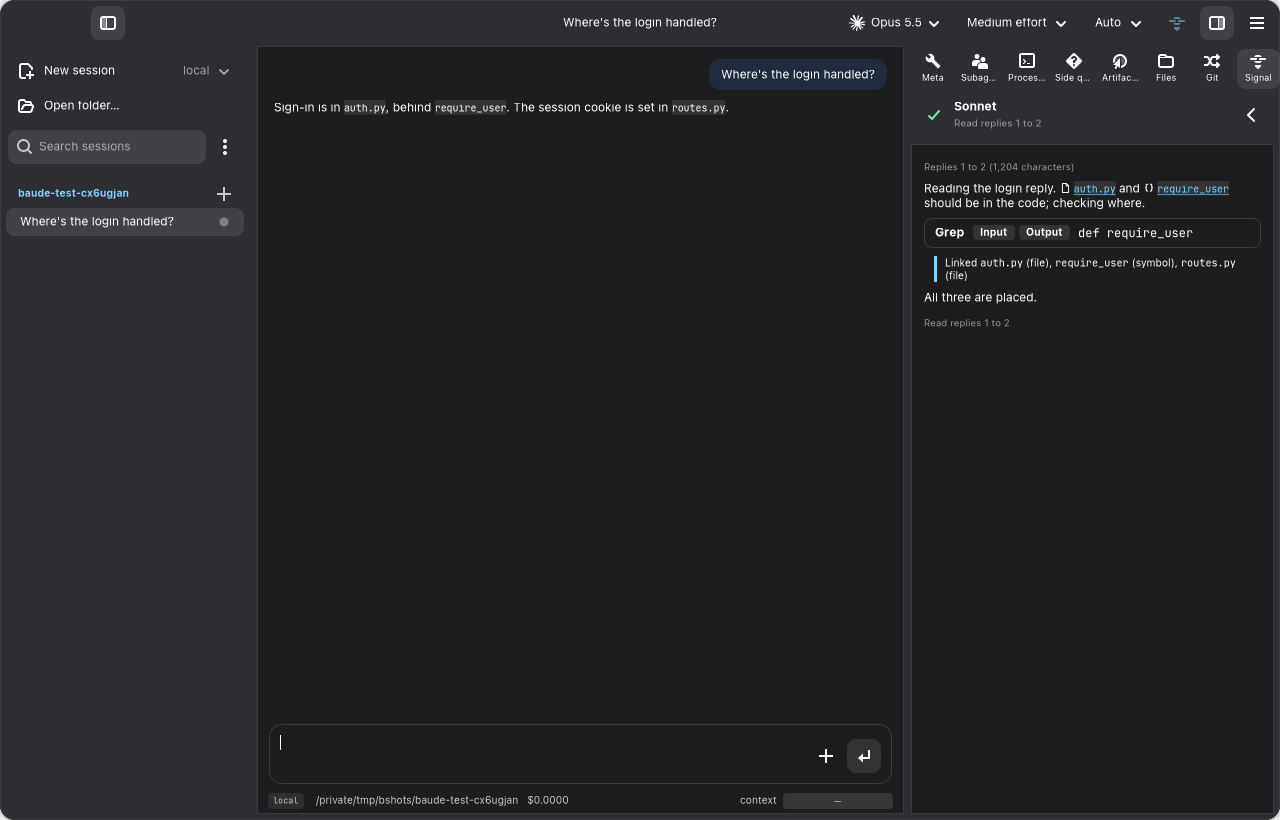 Where's the login handled?
Opus 5.5
Medium effort
Auto
New session
local
Open folder...
Search sessions
baude-test-cx6ugjan
Where's the login handled?
Where's the login handled?
Sign-in is in auth.py, behind require_user. The session cookie is set in routes.py.
local
/private/tmp/bshots/baude-test-cx6ugjan
$0.0000
context
–
Meta
Subag...
Proces...
Side q...
Artifac...
Files
Git
Signal
Sonnet
Read replies 1 to 2
Replies 1 to 2 (1,204 characters)
Reading the login reply. auth.py and {} require_user
should be in the code; checking where.
Grep Input Output def require_user
Linked auth.py (file), require_user (symbol), routes.py
(file)
All three are placed.
Read replies 1 to 2